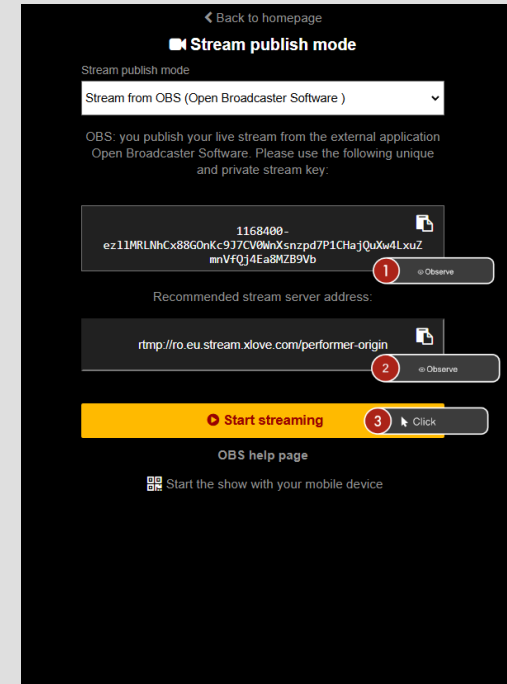 Back to homepage
Stream publish mode
Stream publish mode
Stream from OBS (Open Broadcaster Software )
OBS: you publish your live stream from the external application
Open Broadcaster Software. Please use the following unique
and private stream key:
1168400-
ez1lMRLNhCx88GOnKc9J7CV0WnXsnzpd7P1CHajQuXw4LxuZ
mnVfQj4Ea8MZB9Vb
1 Observe
Recommended stream server address:
rtmp://ro.eu.stream.xlove.com/performer-origin
2 Observe
Start streaming
3 Click
OBS help page
Start the show with your mobile device